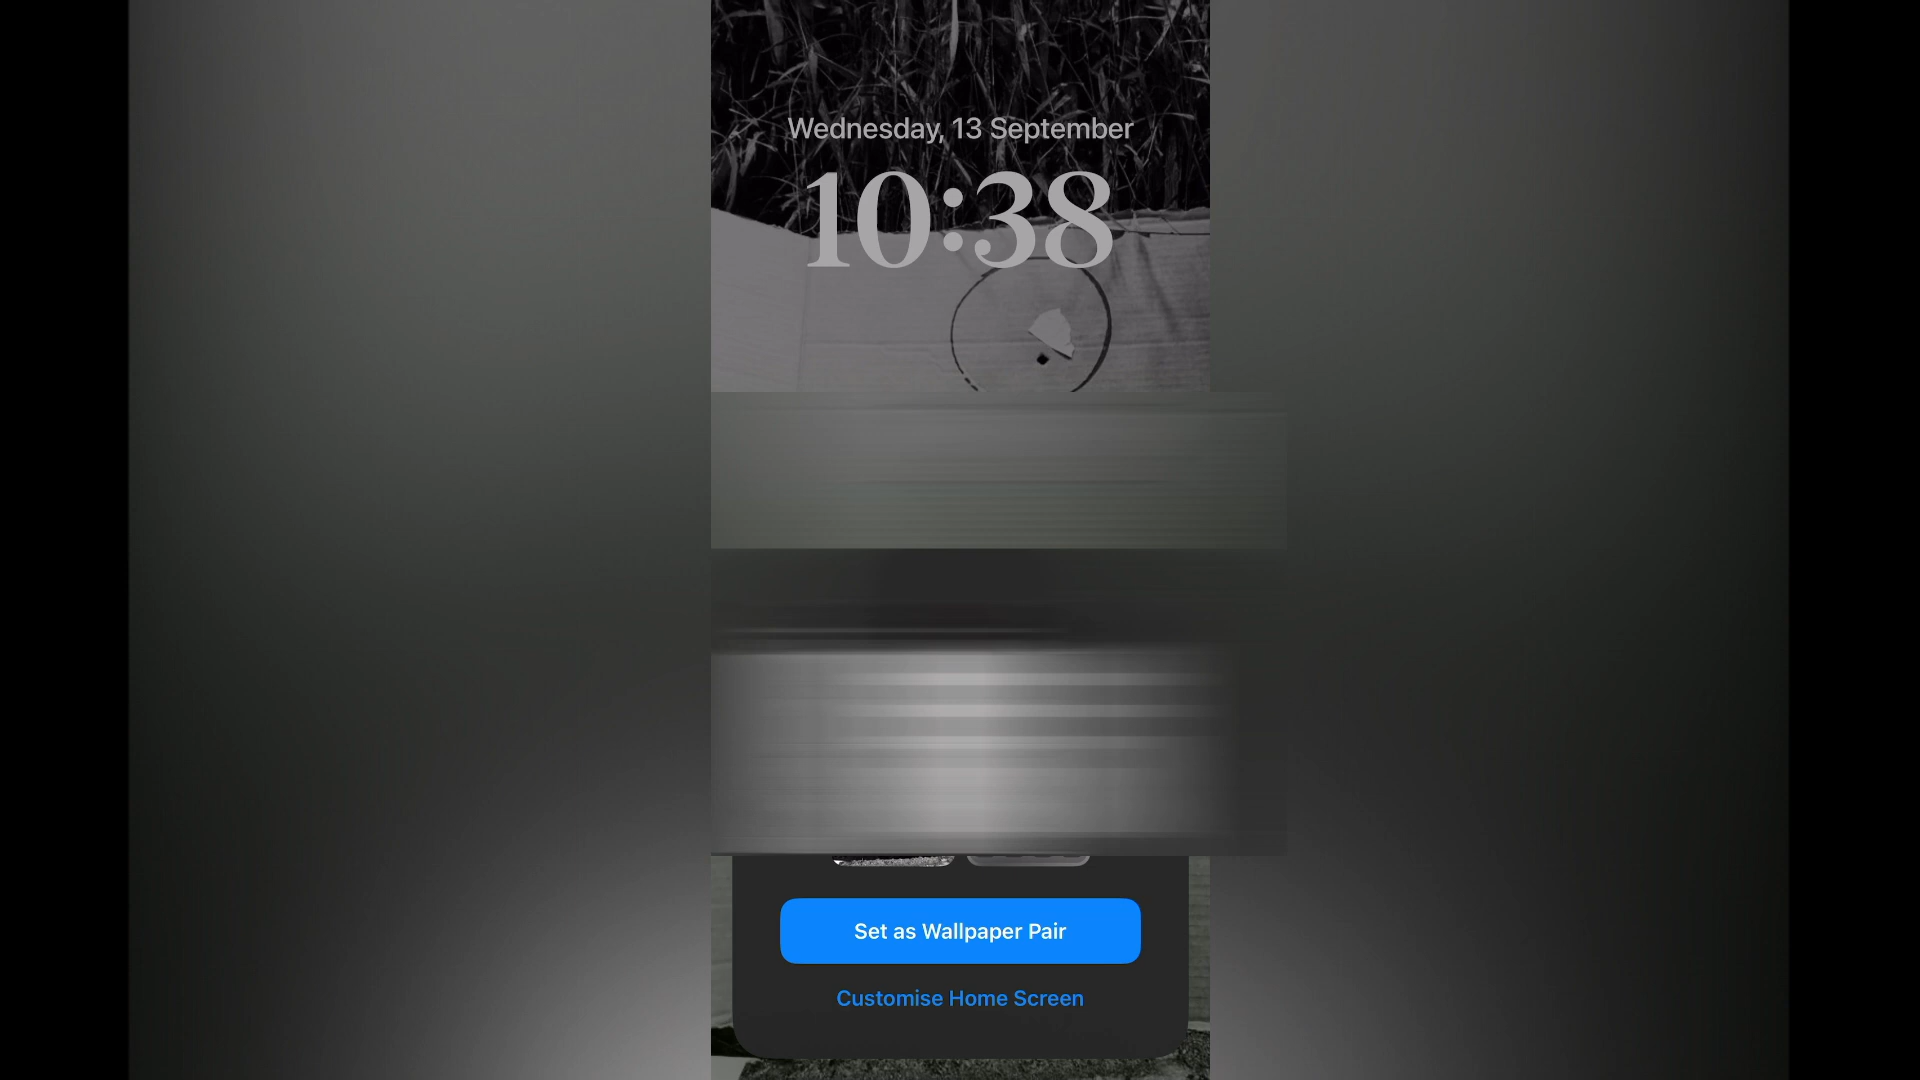 Wednesday, 13 September
10:38
Set as Wallpaper Pair
Customise Home Screen